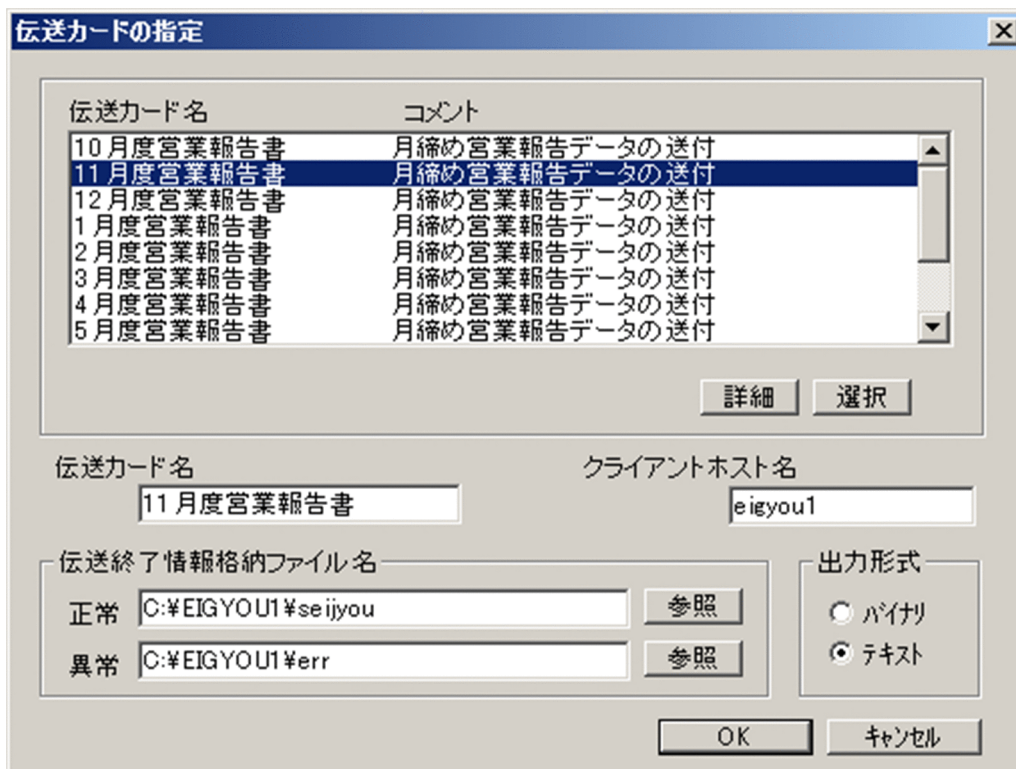 伝送カードの指定
伝送カード名 コメント
10月度営業報告書 月締め営業報告データの送付
11月度営業報告書 月締め営業報告データの送付
12月度営業報告書 月締め営業報告データの送付
1月度営業報告書 月締め営業報告データの送付
2月度営業報告書 月締め営業報告データの送付
3月度営業報告書 月締め営業報告データの送付
4月度営業報告書 月締め営業報告データの送付
5月度営業報告書 月締め営業報告データの送付
詳細 選択
伝送カード名 クライアントホスト名
11月度営業報告書 eigyou1
伝送終了情報格納ファイル名 出力形式
正常 C:¥EIGYOU1¥seijyou 参照 バイナリ
異常 C:¥EIGYOU1¥err 参照 テキスト
OK キャンセル